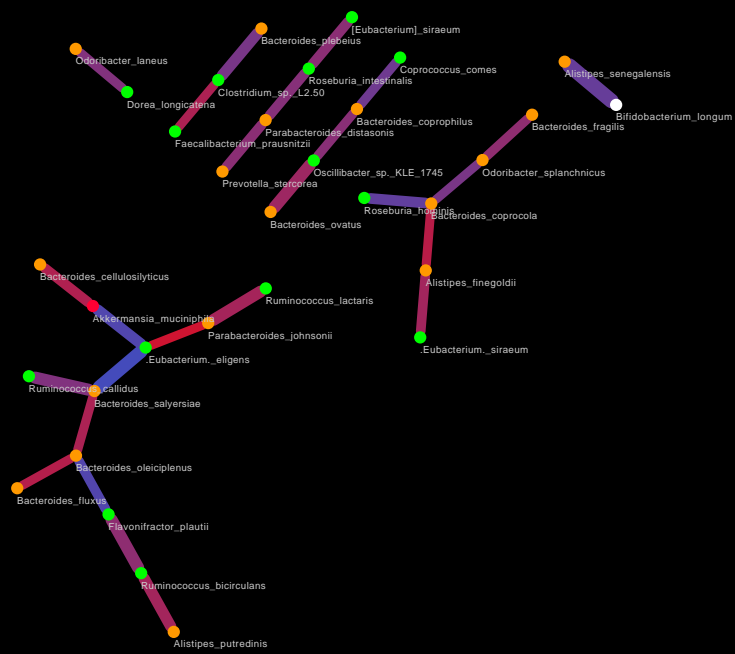 [Eubacterium]_siraeum
Bacteroides_plebeius
Odoribacter_laneus
Coprococcus_comes
Alistipes_senegalensis
Roseburia_intestinalis
Clostridium_sp._L2.50
Dorea_longicatena
Bifidobacterium_longum
Bacteroides_coprophilus
Bacteroides_fragilis
Parabacteroides_distasonis
Faecalibacterium_prausnitzii
Oscillibacter_sp._KLE_1745
Odoribacter_splanchnicus
Prevotella_stercorea
Roseburia_hominis
Bacteroides_coprocola
Bacteroides_ovatus
Bacteroides_cellulosilyticus
Alistipes_finegoldii
Ruminococcus_lactaris
Akkermansia_muciniphila
Parabacteroides_johnsonii
.Eubacterium._siraeum
.Eubacterium._eligens
Ruminococcus_callidus
Bacteroides_salyersiae
Bacteroides_oleiciplenus
Bacteroides_fluxus
Flavonifractor_plautii
Ruminococcus_bicirculans
Alistipes_putredinis